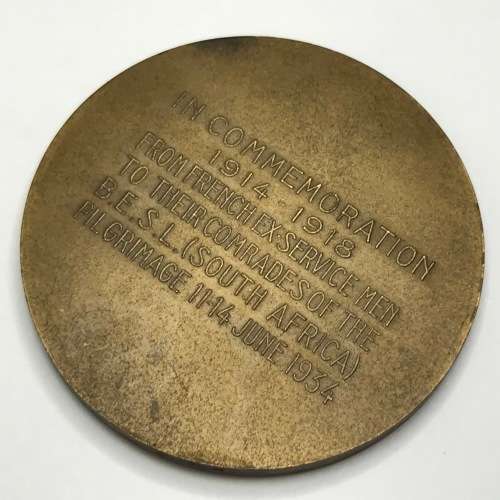 IN COMMEMORATION
1914 - 1918
FROM FRENCH EX-SERVICE MEN
TO THEIR COMRADES OF THE
B.E.S.L. (SOUTH AFRICA)
PILGRIMAGE 11-14 JUNE 1934